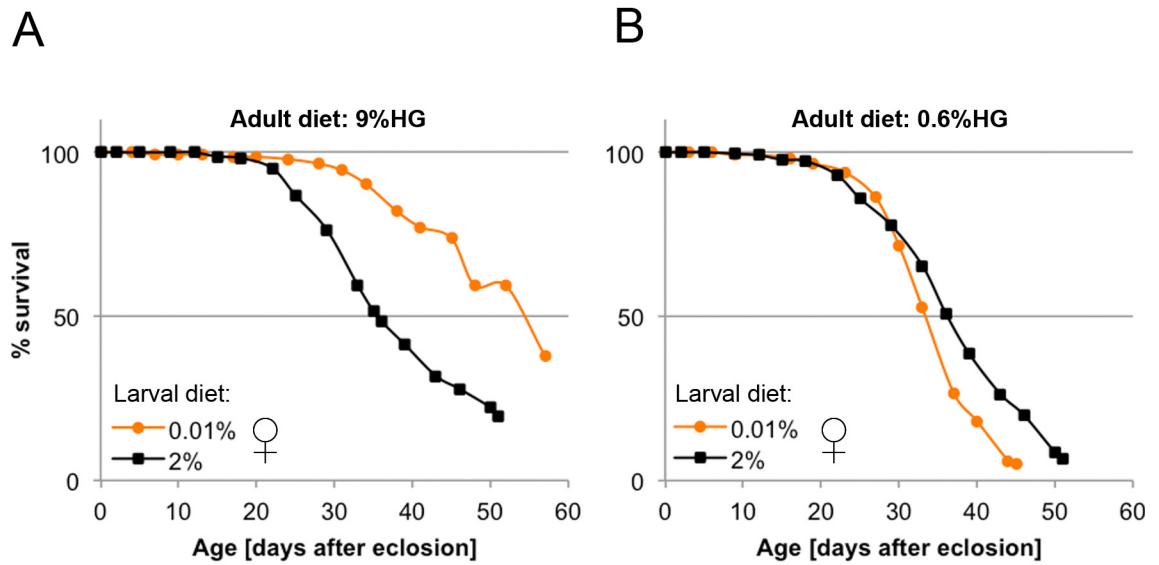 A
B
Adult diet: 9%HG
Adult diet: 0.6%HG
% survival
100
50
0
Larval diet:
0.01%
2%
0 10 20 30 40 50 60
Age [days after eclosion]
100
50
0
Larval diet:
0.01%
2%
0 10 20 30 40 50 60
Age [days after eclosion]